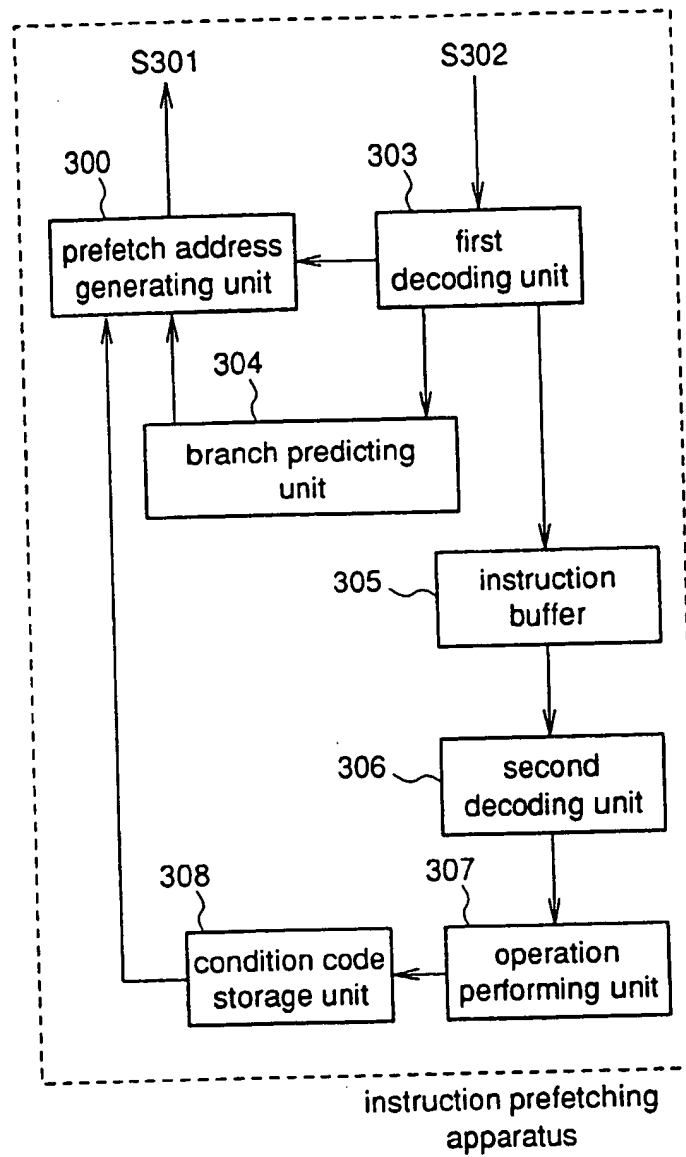 S301
S302
300
303
prefetch address
generating unit
first
decoding unit
304
branch predicting
unit
305
instruction
buffer
306
second
decoding unit
308
307
condition code
storage unit
operation
performing unit
instruction prefetching
apparatus